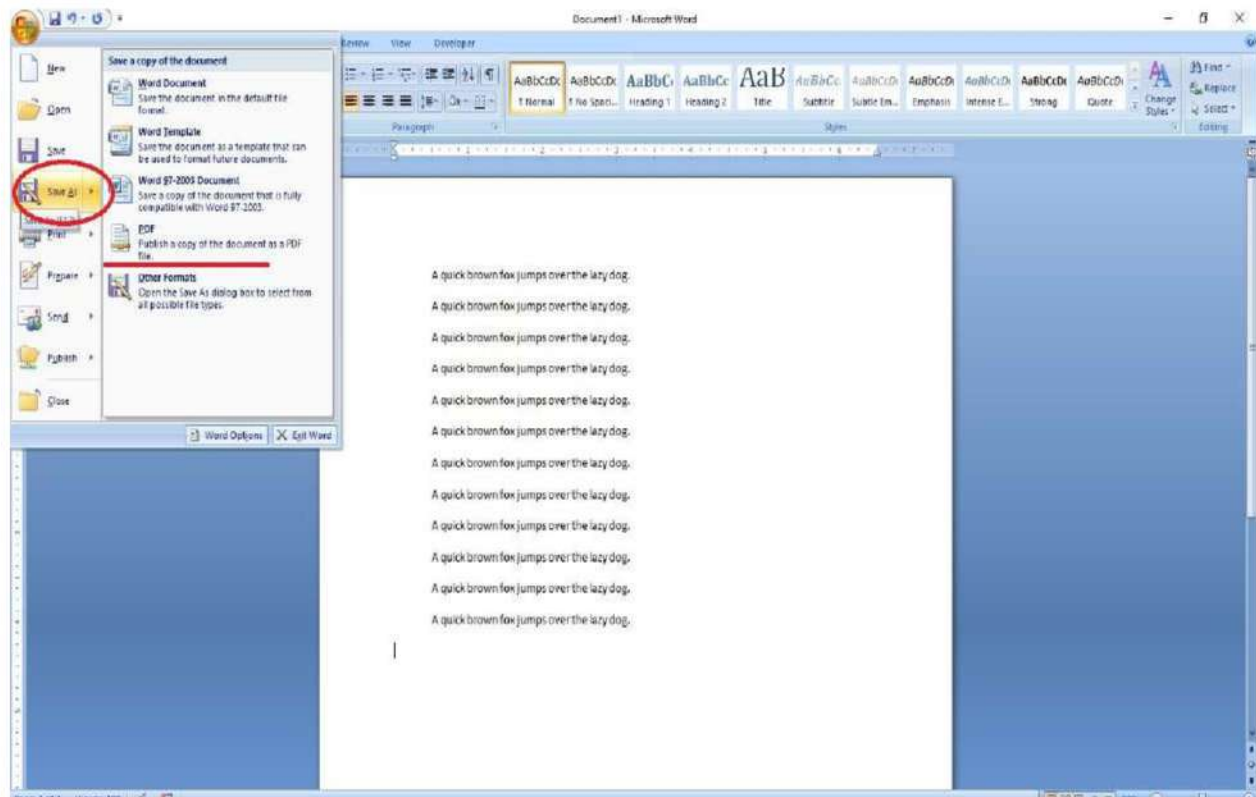 Document1 - Microsoft Word
Review View Developer
New
Open
Save
Save As
Print
Prepare
Send
Publish
Close
Save a copy of the document
Word Document
Save the document in the default file
format.
Word Template
Save the document as a template that can
be used to format future documents.
Word 97-2003 Document
Save a copy of the document that is fully
compatible with Word 97-2003.
PDF
Publish a copy of the document as a PDF
file.
Other Formats
Open the Save As dialog box to select from
all possible file types.
Word Options Exit Word
AaBbCcDc AaBbCcDc AaBbC AaBbCc AaB AaBbCc. AaBbCcDi AaBbCcDi AaBbCcDi AaBbCcDc AaBbCcDi
¶ Normal ¶ No Spaci... Heading 1 Heading 2 Title Subtitle Subtle Em... Emphasis Intense E... Strong Quote
Change
Styles
Find
Replace
Select
Paragraph Styles Editing
A quick brown fox jumps over the lazy dog.
A quick brown fox jumps over the lazy dog.
A quick brown fox jumps over the lazy dog.
A quick brown fox jumps over the lazy dog.
A quick brown fox jumps over the lazy dog.
A quick brown fox jumps over the lazy dog.
A quick brown fox jumps over the lazy dog.
A quick brown fox jumps over the lazy dog.
A quick brown fox jumps over the lazy dog.
A quick brown fox jumps over the lazy dog.
A quick brown fox jumps over the lazy dog.
A quick brown fox jumps over the lazy dog.